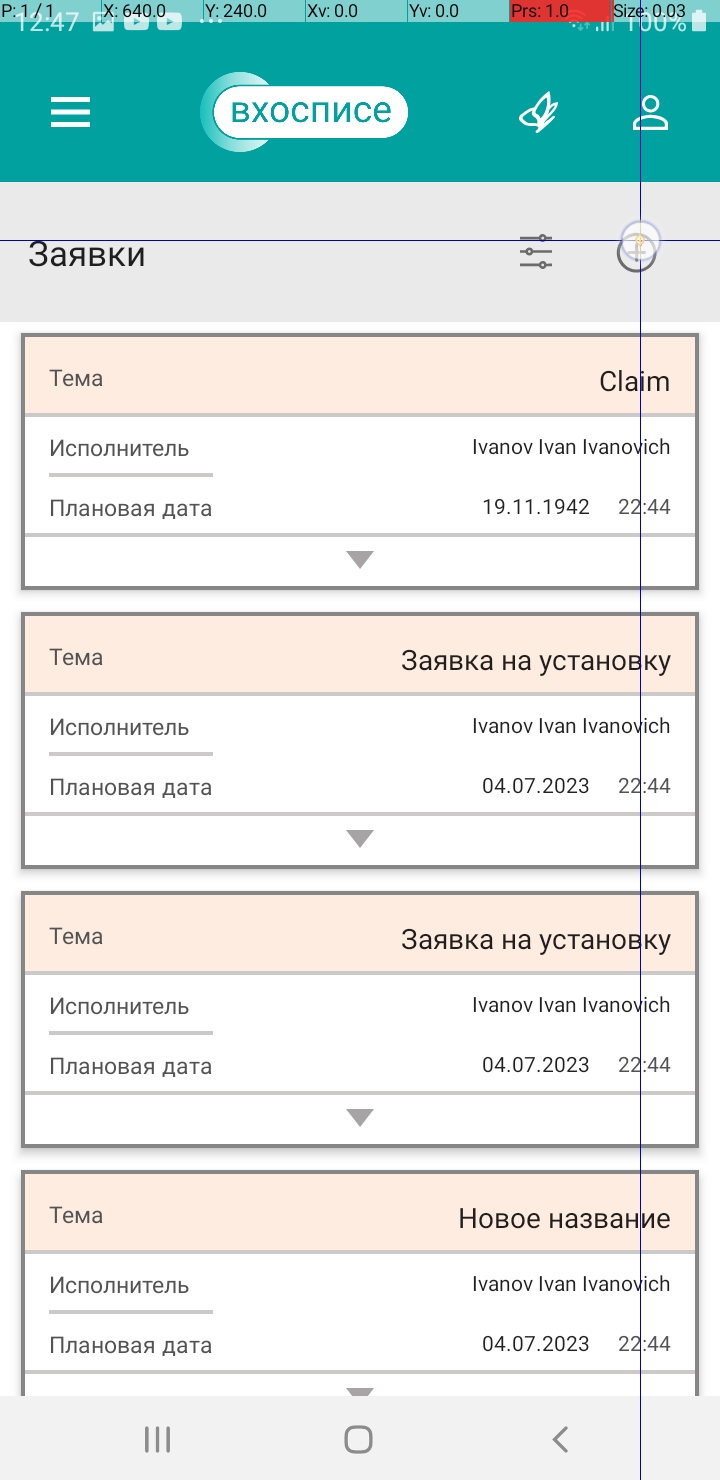 P: 1 / 1 X: 640.0 Y: 240.0 Xv: 0.0 Yv: 0.0 Prs: 1.0 Size: 0.03
12:47 100%
вхосписе
Заявки
Тема Claim
Исполнитель Ivanov Ivan Ivanovich
Плановая дата 19.11.1942 22:44
Тема Заявка на установку
Исполнитель Ivanov Ivan Ivanovich
Плановая дата 04.07.2023 22:44
Тема Заявка на установку
Исполнитель Ivanov Ivan Ivanovich
Плановая дата 04.07.2023 22:44
Тема Новое название
Исполнитель Ivanov Ivan Ivanovich
Плановая дата 04.07.2023 22:44